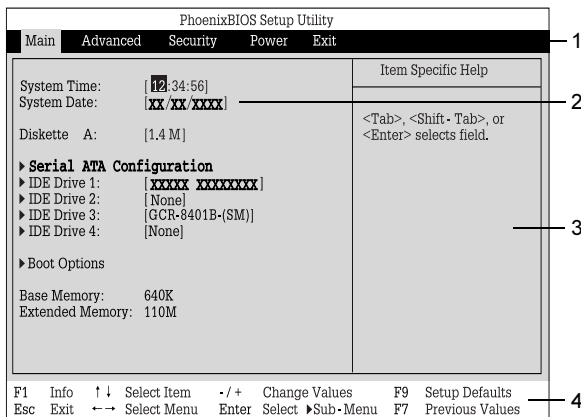 PhoenixBIOS Setup Utility
Main Advanced Security Power Exit
1
Item Specific Help
System Time: [12:34:56]
System Date: [xx/xx/xxxx]
2
<Tab>, <Shift-Tab>, or
<Enter> selects field.
Diskette A: [1.4 M]
▶Serial ATA Configuration
▶IDE Drive 1: [xxxxx xxxxxxxx]
▶IDE Drive 2: [None]
▶IDE Drive 3: [GCR-8401B-(SM)]
▶IDE Drive 4: [None]
3
▶Boot Options
Base Memory: 640K
Extended Memory: 110M
F1 Info ↑↓ Select Item -/+ Change Values F9 Setup Defaults
4
Esc Exit ←→ Select Menu Enter Select ▶Sub-Menu F7 Previous Values